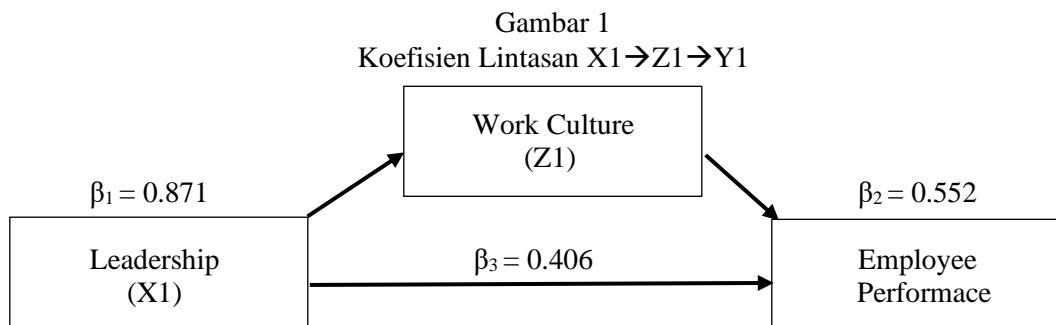 Gambar 1
Koefisien Lintasan X1→Z1→Y1
Work Culture
(Z1)
β₁ = 0.871
β₂ = 0.552
Leadership
(X1)
β₃ = 0.406
Employee
Performace